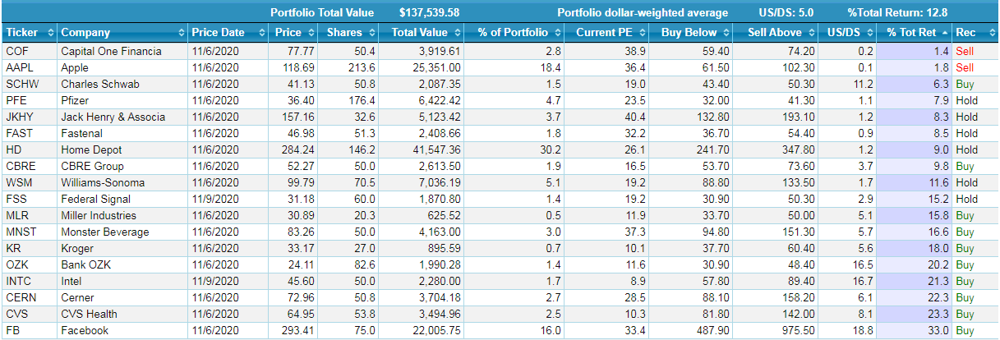 Portfolio Total Value $137,539.58 Portfolio dollar-weighted average US/DS: 5.0 %Total Return: 12.8
Ticker Company Price Date Price Shares Total Value % of Portfolio Current PE Buy Below Sell Above US/DS % Tot Ret Rec
COF Capital One Financia 11/6/2020 77.77 50.4 3,919.61 2.8 38.9 59.40 74.20 0.2 1.4 Sell
AAPL Apple 11/6/2020 118.69 213.6 25,351.00 18.4 36.4 61.50 102.30 0.1 1.8 Sell
SCHW Charles Schwab 11/6/2020 41.13 50.8 2,087.35 1.5 19.0 43.40 50.30 11.2 6.3 Buy
PFE Pfizer 11/6/2020 36.40 176.4 6,422.42 4.7 23.5 32.00 41.30 1.1 7.9 Hold
JKHY Jack Henry & Associa 11/6/2020 157.16 32.6 5,123.42 3.7 40.4 132.80 193.10 1.2 8.3 Hold
FAST Fastenal 11/6/2020 46.98 51.3 2,408.66 1.8 32.2 36.70 54.40 0.9 8.5 Hold
HD Home Depot 11/6/2020 284.24 146.2 41,547.36 30.2 26.1 241.70 347.80 1.2 9.0 Hold
CBRE CBRE Group 11/6/2020 52.27 50.0 2,613.50 1.9 16.5 53.70 73.60 3.7 9.8 Buy
WSM Williams-Sonoma 11/6/2020 99.79 70.5 7,036.19 5.1 19.2 88.80 133.50 1.7 11.6 Hold
FSS Federal Signal 11/9/2020 31.18 60.0 1,870.80 1.4 19.2 30.90 50.30 2.9 15.2 Hold
MLR Miller Industries 11/6/2020 30.89 20.3 625.52 0.5 11.9 33.70 50.00 5.1 15.8 Buy
MNST Monster Beverage 11/6/2020 83.26 50.0 4,163.00 3.0 37.3 94.80 151.30 5.7 16.6 Buy
KR Kroger 11/6/2020 33.17 27.0 895.59 0.7 10.1 37.70 60.40 5.6 18.0 Buy
OZK Bank OZK 11/6/2020 24.11 82.6 1,990.28 1.4 11.6 30.90 48.40 16.5 20.2 Buy
INTC Intel 11/9/2020 45.60 50.0 2,280.00 1.7 8.9 57.80 89.40 16.7 21.3 Buy
CERN Cerner 11/6/2020 72.96 50.8 3,704.18 2.7 28.5 88.10 158.20 6.1 22.3 Buy
CVS CVS Health 11/6/2020 64.95 53.8 3,494.96 2.5 10.3 81.80 142.00 8.1 23.3 Buy
FB Facebook 11/6/2020 293.41 75.0 22,005.75 16.0 33.4 487.90 975.50 18.8 33.0 Buy